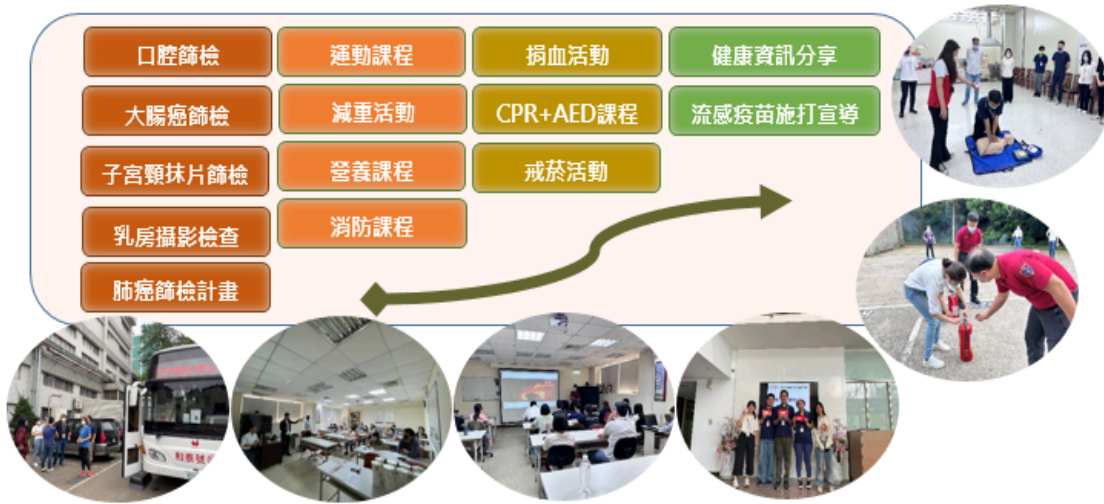 口腔篩檢
運動課程
捐血活動
健康資訊分享
大腸癌篩檢
減重活動
CPR+AED課程
流感疫苗施打宣導
子宮頸抹片篩檢
營養課程
戒菸活動
乳房攝影檢查
消防課程
肺癌篩檢計畫